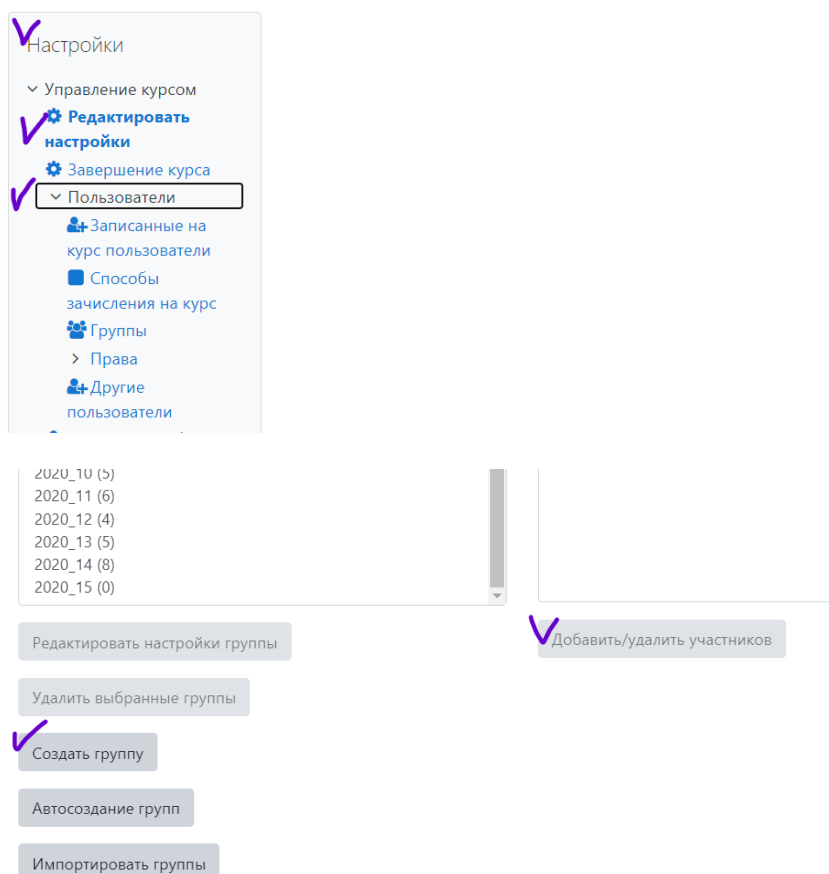 Настройки
Управление курсом
Редактировать
настройки
Завершение курса
Пользователи
Записанные на
курс пользователи
Способы
зачисления на курс
Группы
Права
Другие
пользователи
2020_10 (5)
2020_11 (6)
2020_12 (4)
2020_13 (5)
2020_14 (8)
2020_15 (0)
Редактировать настройки группы
Добавить/удалить участников
Удалить выбранные группы
Создать группу
Автосоздание групп
Импортировать группы